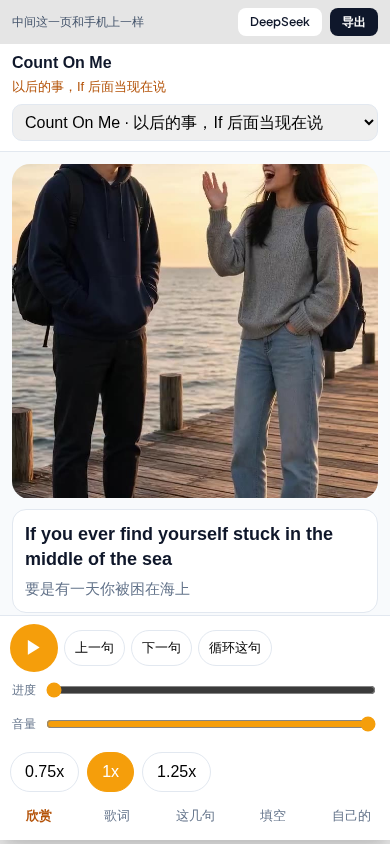 中间这一页和手机上一样
DeepSeek
导出
Count On Me
以后的事，If 后面当现在说
Count On Me · 以后的事，If 后面当现在说
If you ever find yourself stuck in the
middle of the sea
要是有一天你被困在海上
上一句
下一句
循环这句
进度
音量
0.75x
1x
1.25x
欣赏
歌词
这几句
填空
自己的